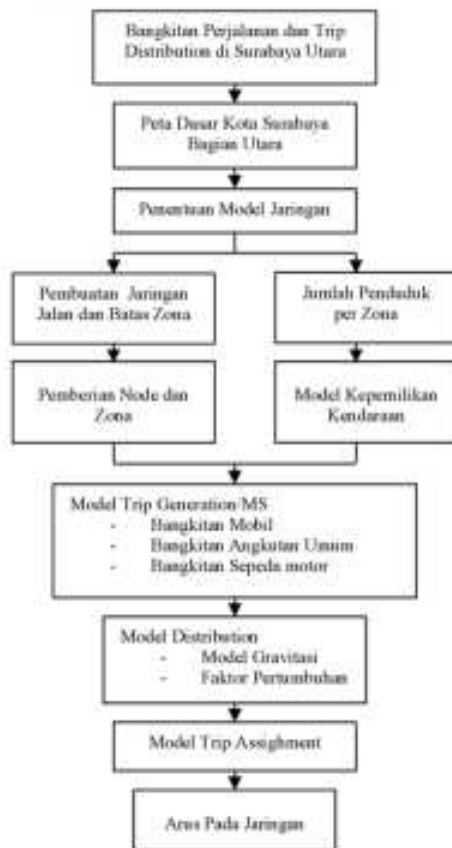 Bangkitan Perjalanan dan Trip
Distribution di Surabaya Utara
Peta Dasar Kota Surabaya
Bagian Utara
Penentuan Model Jaringan
Pembuatan Jaringan
Jalan dan Batas Zona
Jumlah Penduduk
per Zona
Pemberian Node dan
Zona
Model Kepemilikan
Kendaraan
Model Trip Generation/MS
- Bangkitan Mobil
- Bangkitan Angkutan Umum
- Bangkitan Sepeda motor
Model Distribution
- Model Gravitasi
- Faktor Pertumbuhan
Model Trip Assighment
Arus Pada Jaringan